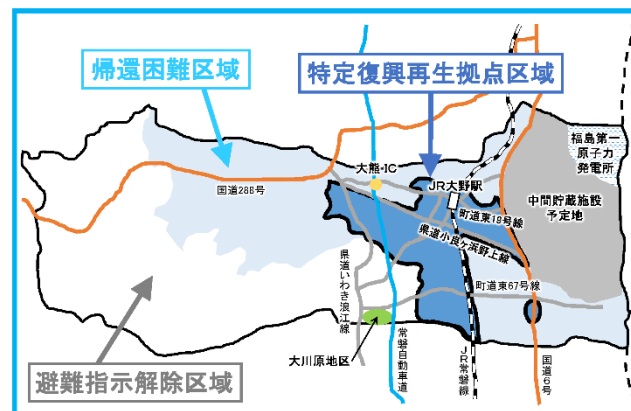 帰還困難区域
特定復興再生拠点区域
福島第一
原子力
発電所
大熊IC
JR大野駅
中間貯蔵施設
予定地
国道288号
町道東19号線
県道小良ケ浜野上線
県道いわき浪江線
町道東67号線
大川原地区
常磐自動車道
JR常磐線
国道6号
避難指示解除区域